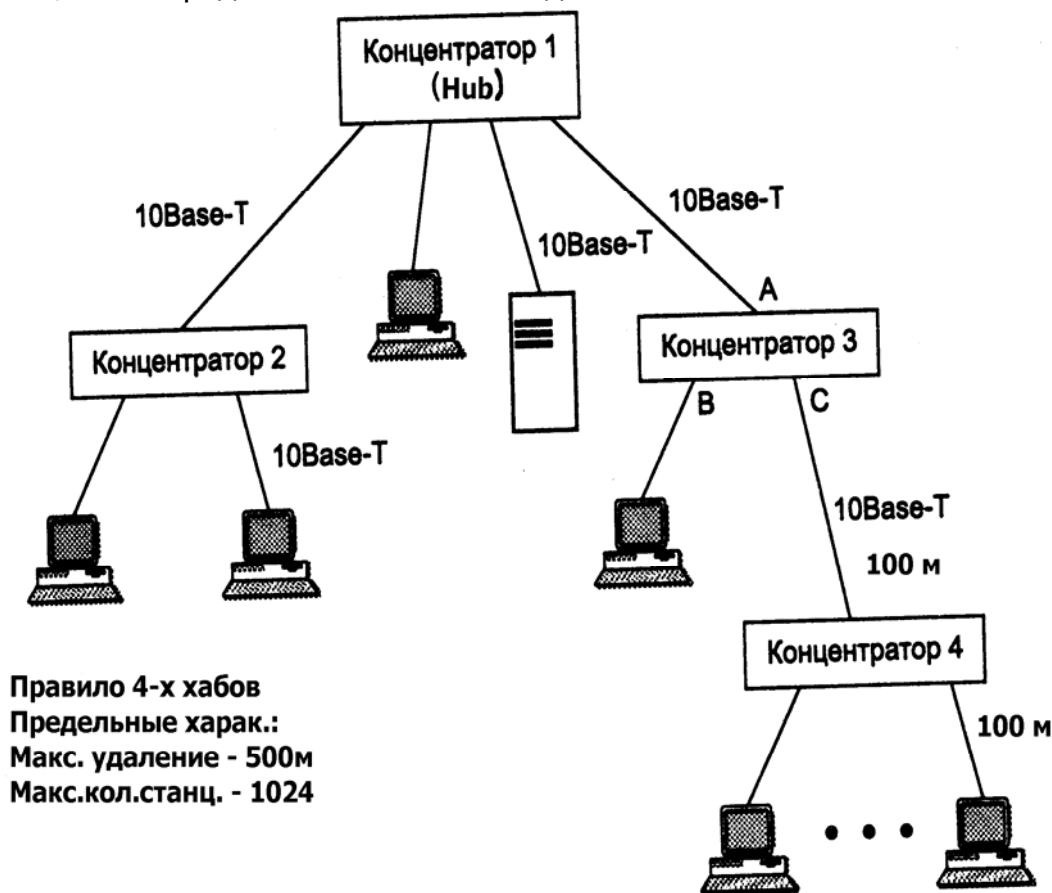 Концентратор 1
(Hub)
10Base-T
10Base-T
10Base-T
A
Концентратор 2
Концентратор 3
B
C
10Base-T
10Base-T
100 м
Концентратор 4
Правило 4-х хабов
Предельные харак.:
Макс. удаление - 500м
Макс.кол.станц. - 1024
100 м